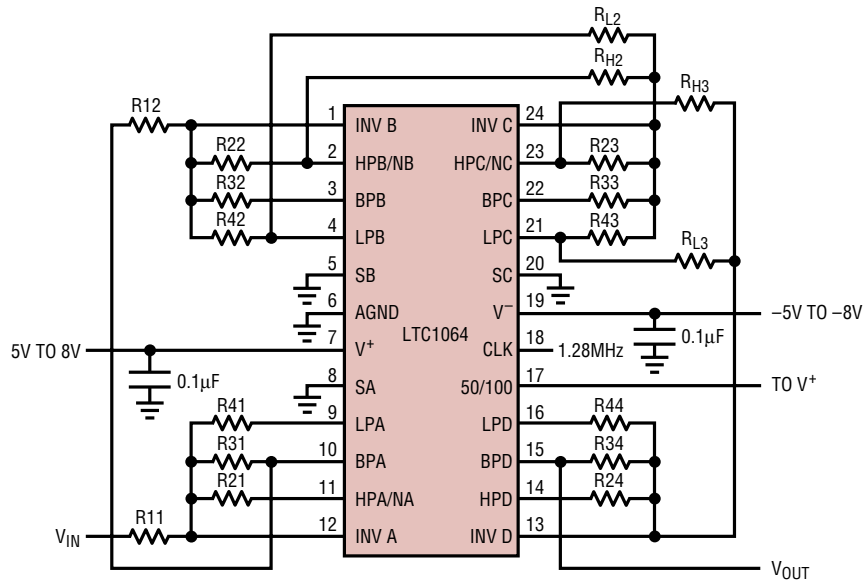 RL2
RH2
RH3
R12
1 INV B INV C 24
R22 2 HPB/NB HPC/NC 23 R23
R32 3 BPB BPC 22 R33
R42 4 LPB LPC 21 R43
RL3
5 SB SC 20
6 AGND V– 19 –5V TO –8V
LTC1064
5V TO 8V 7 V+ CLK 18 1.28MHz 0.1µF
0.1µF 8 SA 50/100 17 TO V+
R41 9 LPA LPD 16 R44
R31 10 BPA BPD 15 R34
R21 11 HPA/NA HPD 14 R24
VIN R11 12 INV A INV D 13
VOUT